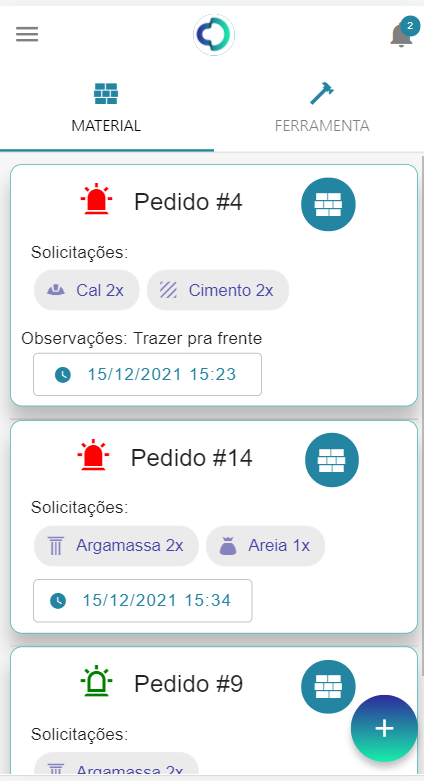 2
MATERIAL
FERRAMENTA
Pedido #4
Solicitações:
Cal 2x
Cimento 2x
Observações: Trazer pra frente
15/12/2021 15:23
Pedido #14
Solicitações:
Argamassa 2x
Areia 1x
15/12/2021 15:34
Pedido #9
Solicitações:
Argamassa 2x